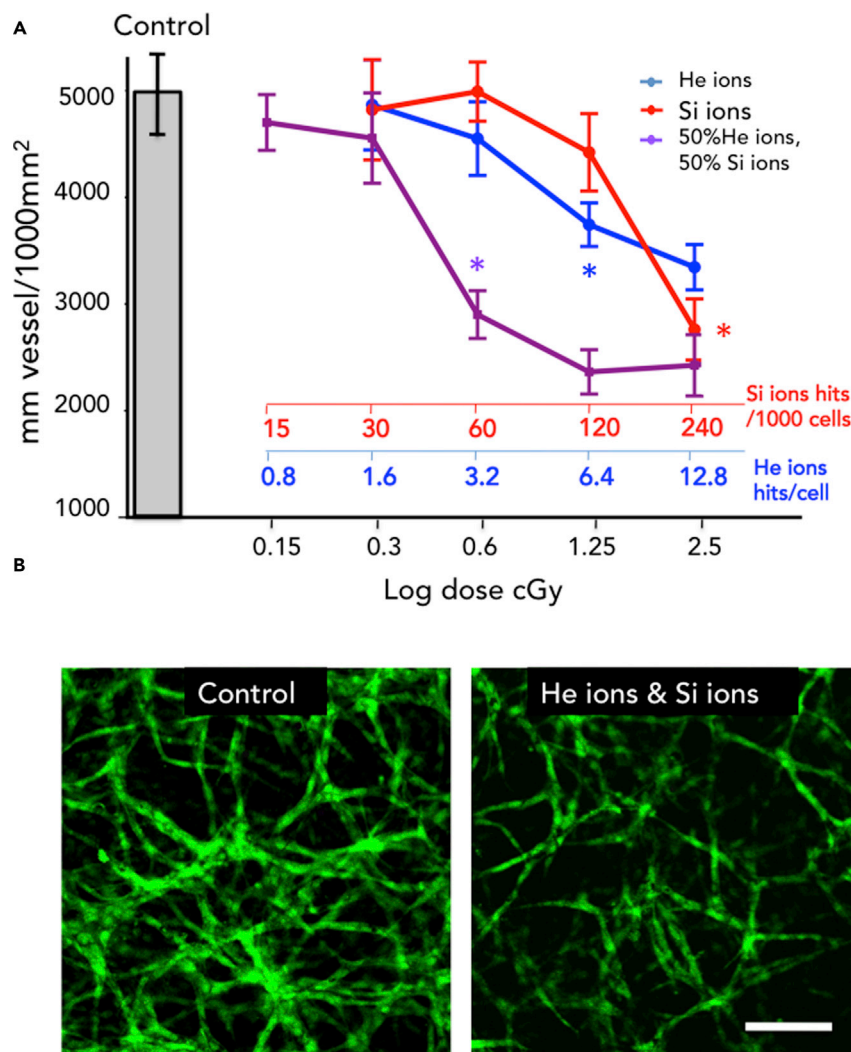 A
Control
He ions
Si ions
50%He ions,
50% Si ions
5000
4000
3000
2000
1000
mm vessel/1000mm²
*
*
*
Si ions hits
/1000 cells
15 30 60 120 240
0.8 1.6 3.2 6.4 12.8
He ions
hits/cell
0.15 0.3 0.6 1.25 2.5
Log dose cGy
B
Control
He ions & Si ions